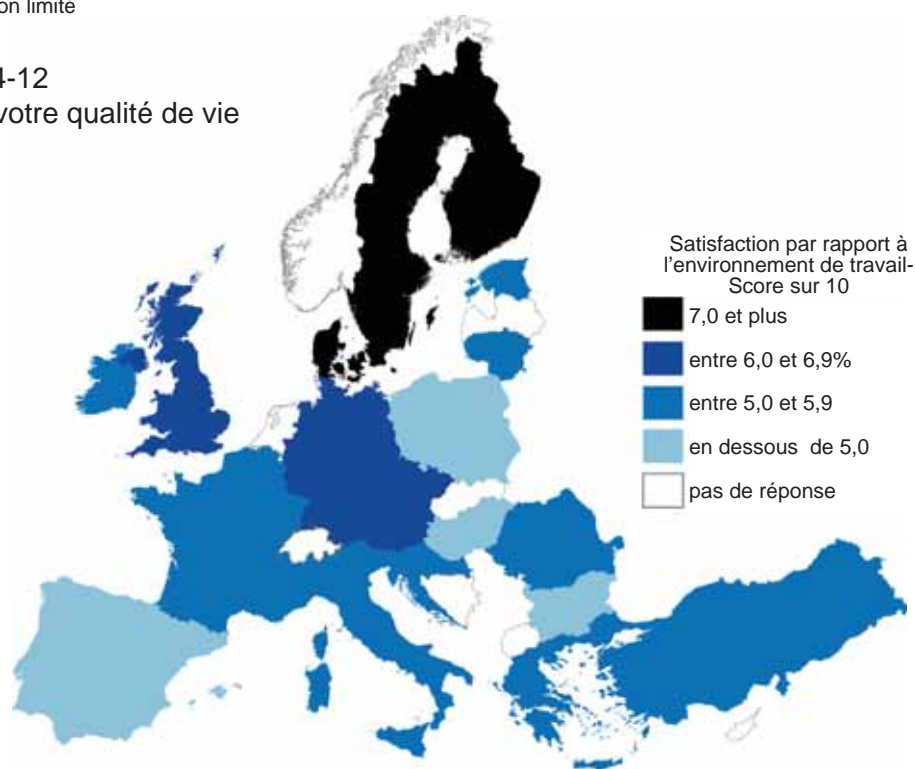 on limité
4-12
votre qualité de vie
Satisfaction par rapport à
l'environnement de travail-
Score sur 10
7,0 et plus
entre 6,0 et 6,9%
entre 5,0 et 5,9
en dessous de 5,0
pas de réponse